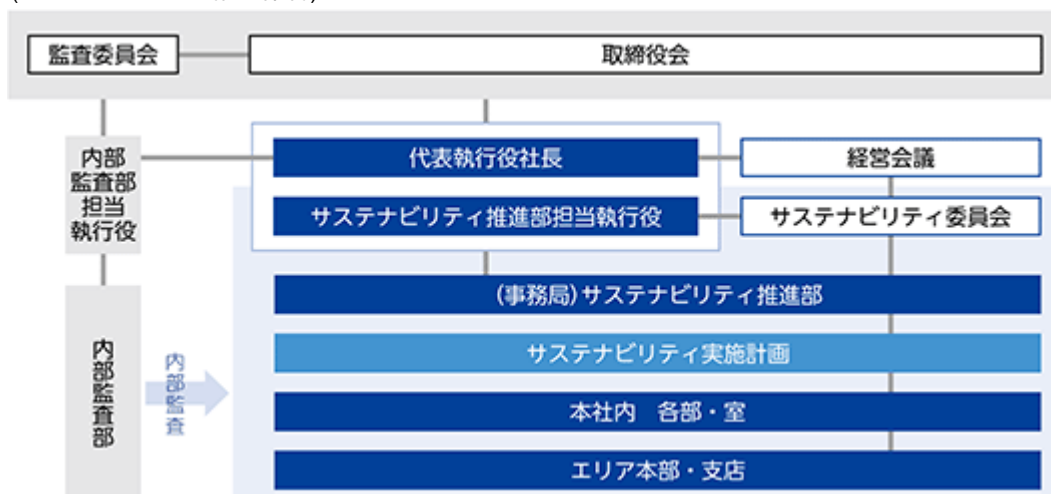 監査委員会
取締役会
内部
監査部
担当
執行役
代表執行役社長
経営会議
サステナビリティ推進部担当執行役
サステナビリティ委員会
(事務局)サステナビリティ推進部
サステナビリティ実施計画
内部監査部
内部監査
本社内　各部・室
エリア本部・支店